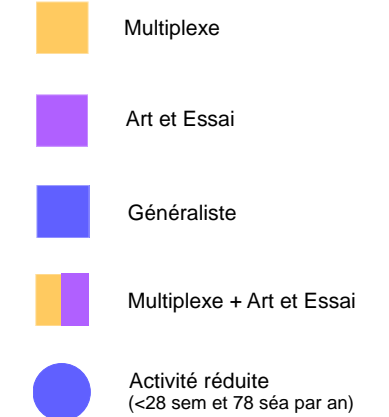 Multiplexe
Art et Essai
Généraliste
Multiplexe + Art et Essai
Activité réduite
(<28 sem et 78 séa par an)